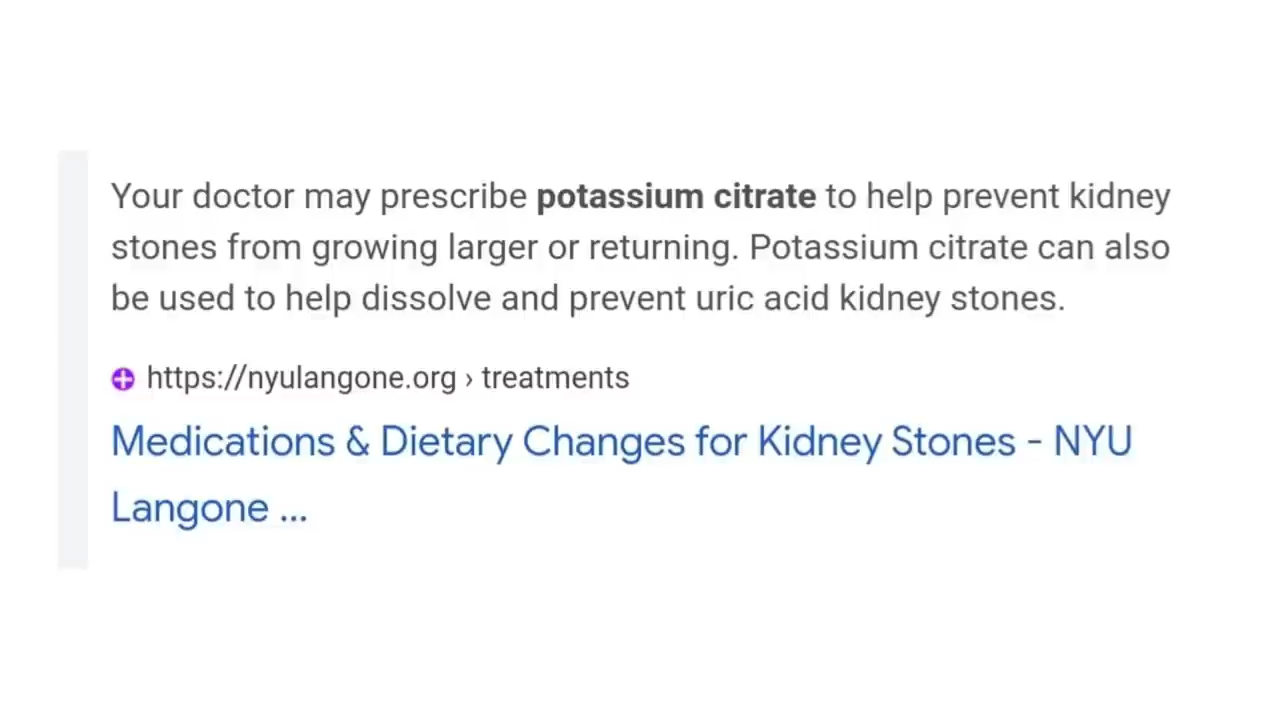 Your doctor may prescribe potassium citrate to help prevent kidney
stones from growing larger or returning. Potassium citrate can also
be used to help dissolve and prevent uric acid kidney stones.
https://nyulangone.org › treatments
Medications & Dietary Changes for Kidney Stones - NYU
Langone ...